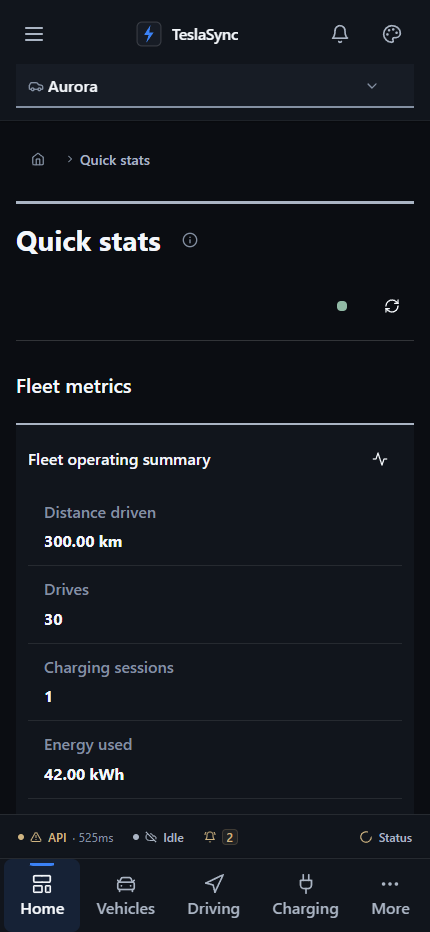 TeslaSync
Aurora
Quick stats
Quick stats
Fleet metrics
Fleet operating summary
Distance driven
300.00 km
Drives
30
Charging sessions
1
Energy used
42.00 kWh
API · 525ms Idle 2 Status
Home Vehicles Driving Charging More